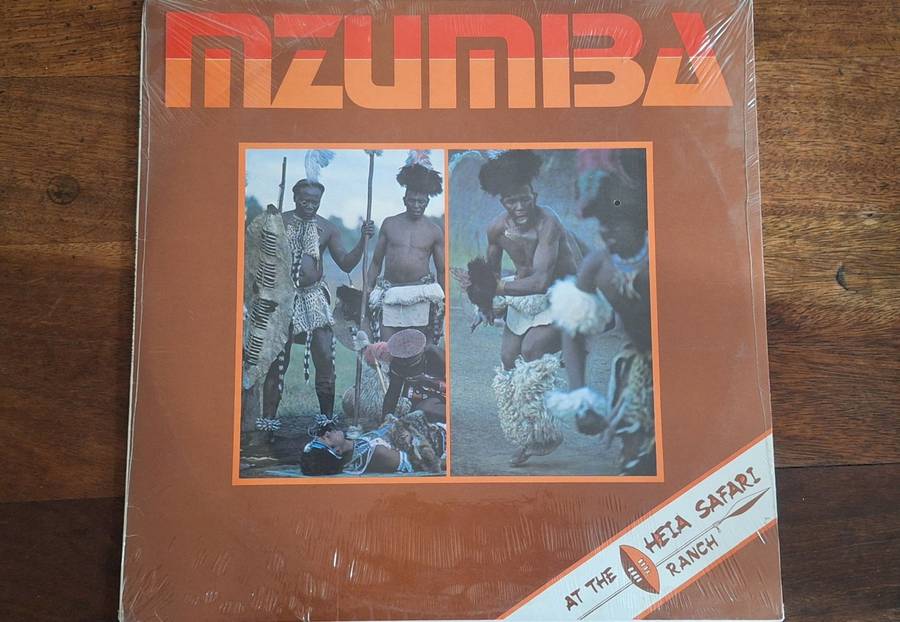 MZUMBA
AT THE HEIA SAFARI
RANCH